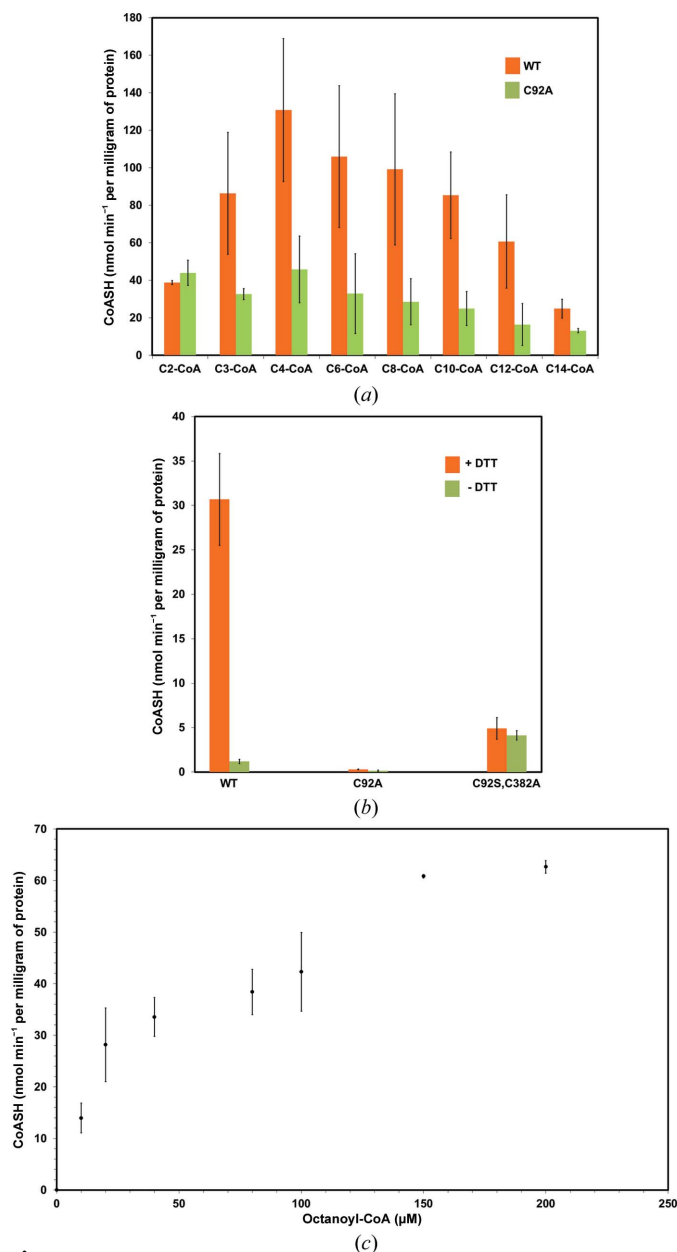 180
160
140
120
100
80
60
40
20
0
CoASH (nmol min⁻¹ per milligram of protein)
WT
C92A
C2-CoA C3-CoA C4-CoA C6-CoA C8-CoA C10-CoA C12-CoA C14-CoA
(a)
40
35
30
25
20
15
10
5
0
CoASH (nmol min⁻¹ per milligram of protein)
+ DTT
- DTT
WT C92A C92S,C382A
(b)
70
60
50
40
30
20
10
0
CoASH (nmol min⁻¹ per milligram of protein)
0 50 100 150 200 250
Octanoyl-CoA (µM)
(c)